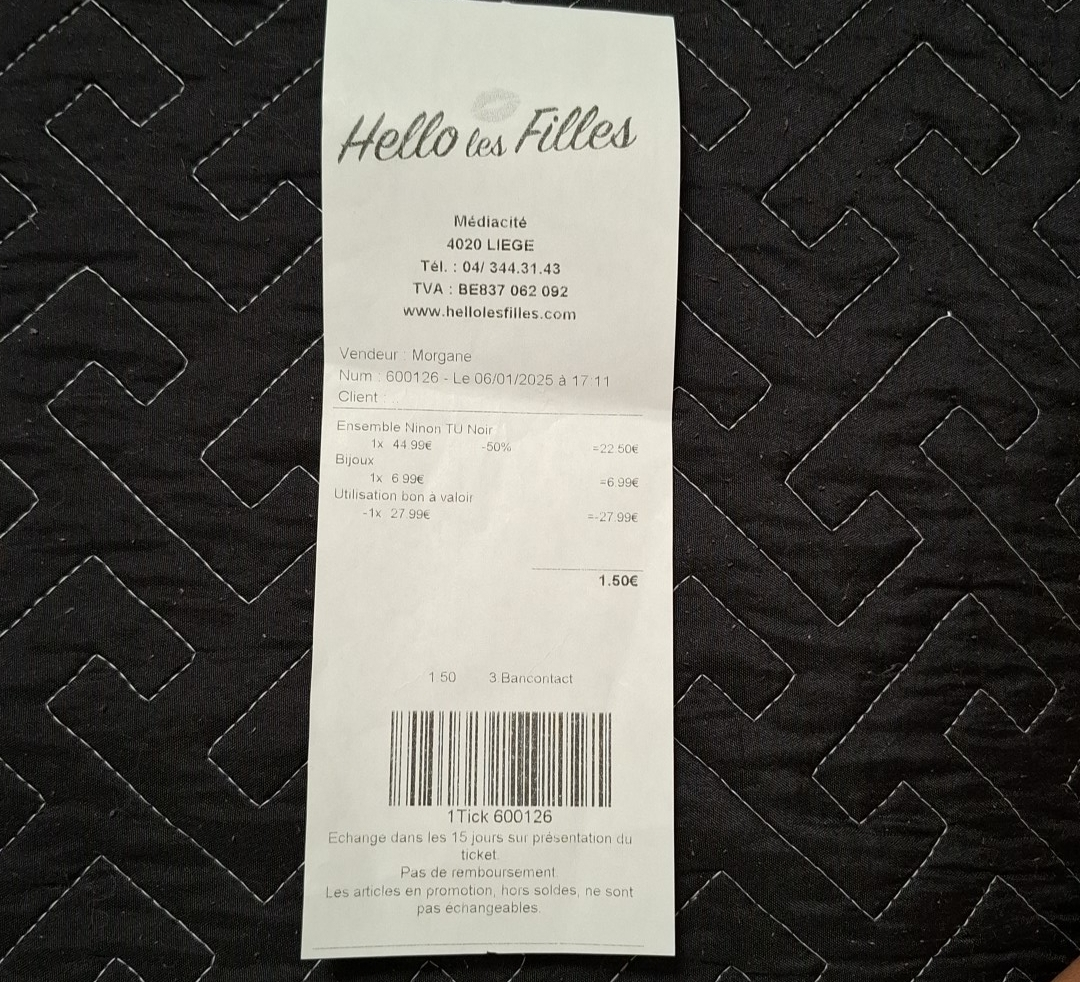 Hello les Filles
Médiacité
4020 LIEGE
Tél. : 04/ 344.31.43
TVA : BE837 062 092
www.hellolesfilles.com
Vendeur : Morgane
Num : 600126 - Le 06/01/2025 à 17:11
Client : ..
Ensemble Ninon TU Noir
1x 44.99€ -50% =22.50€
Bijoux
1x 6.99€ =6.99€
Utilisation bon à valoir
-1x 27.99€ =-27.99€
1.50€
1.50 3.Bancontact
1Tick 600126
Echange dans les 15 jours sur présentation du
ticket.
Pas de remboursement.
Les articles en promotion, hors soldes, ne sont
pas échangeables.